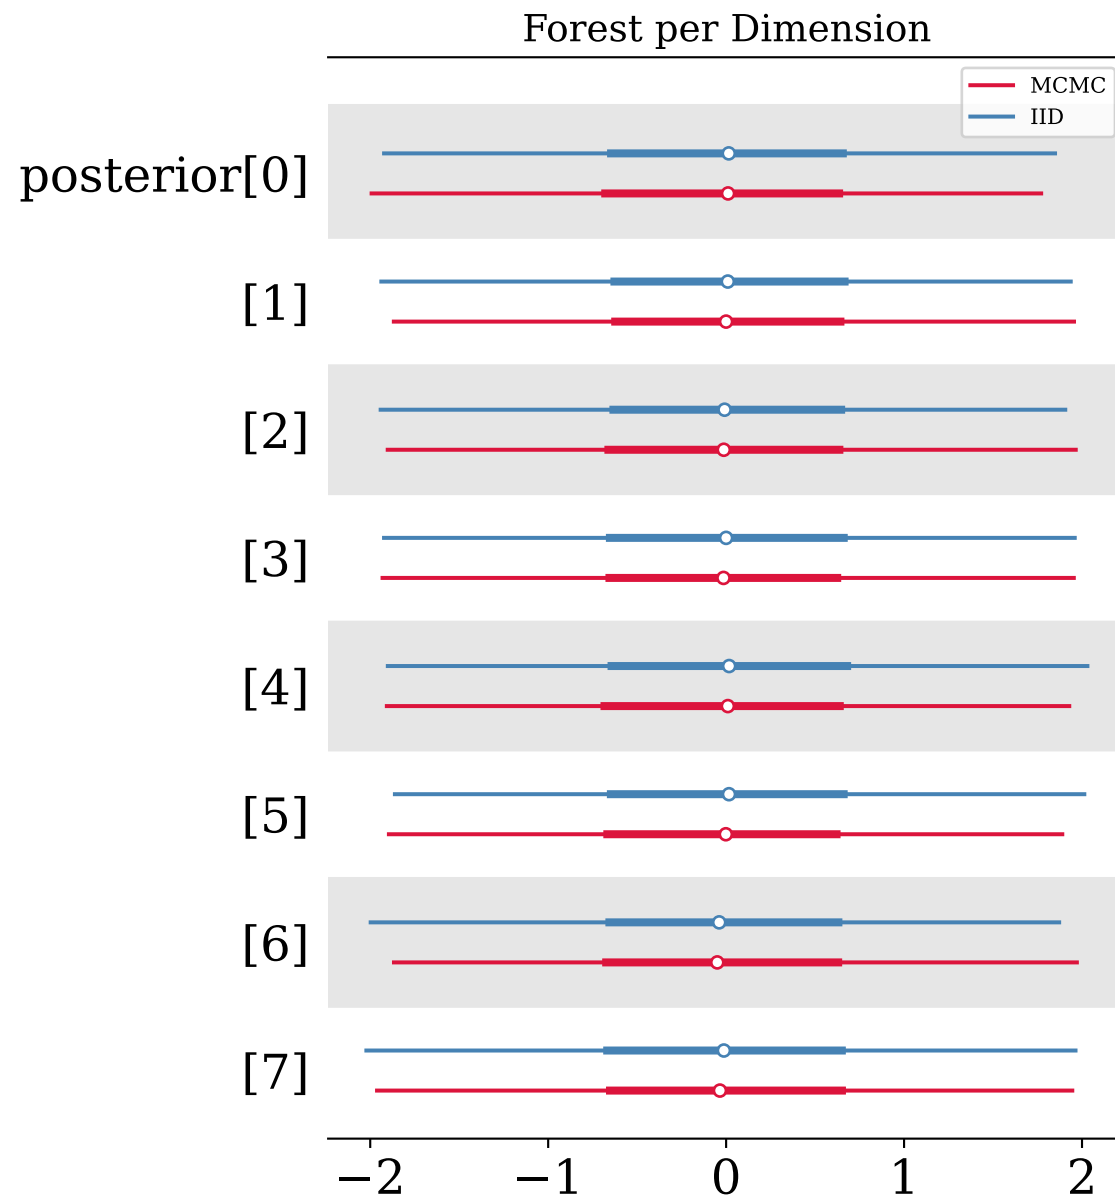 Forest per Dimension
MCMC
IID
posterior[0]
[1]
[2]
[3]
[4]
[5]
[6]
[7]
−2 −1 0 1 2